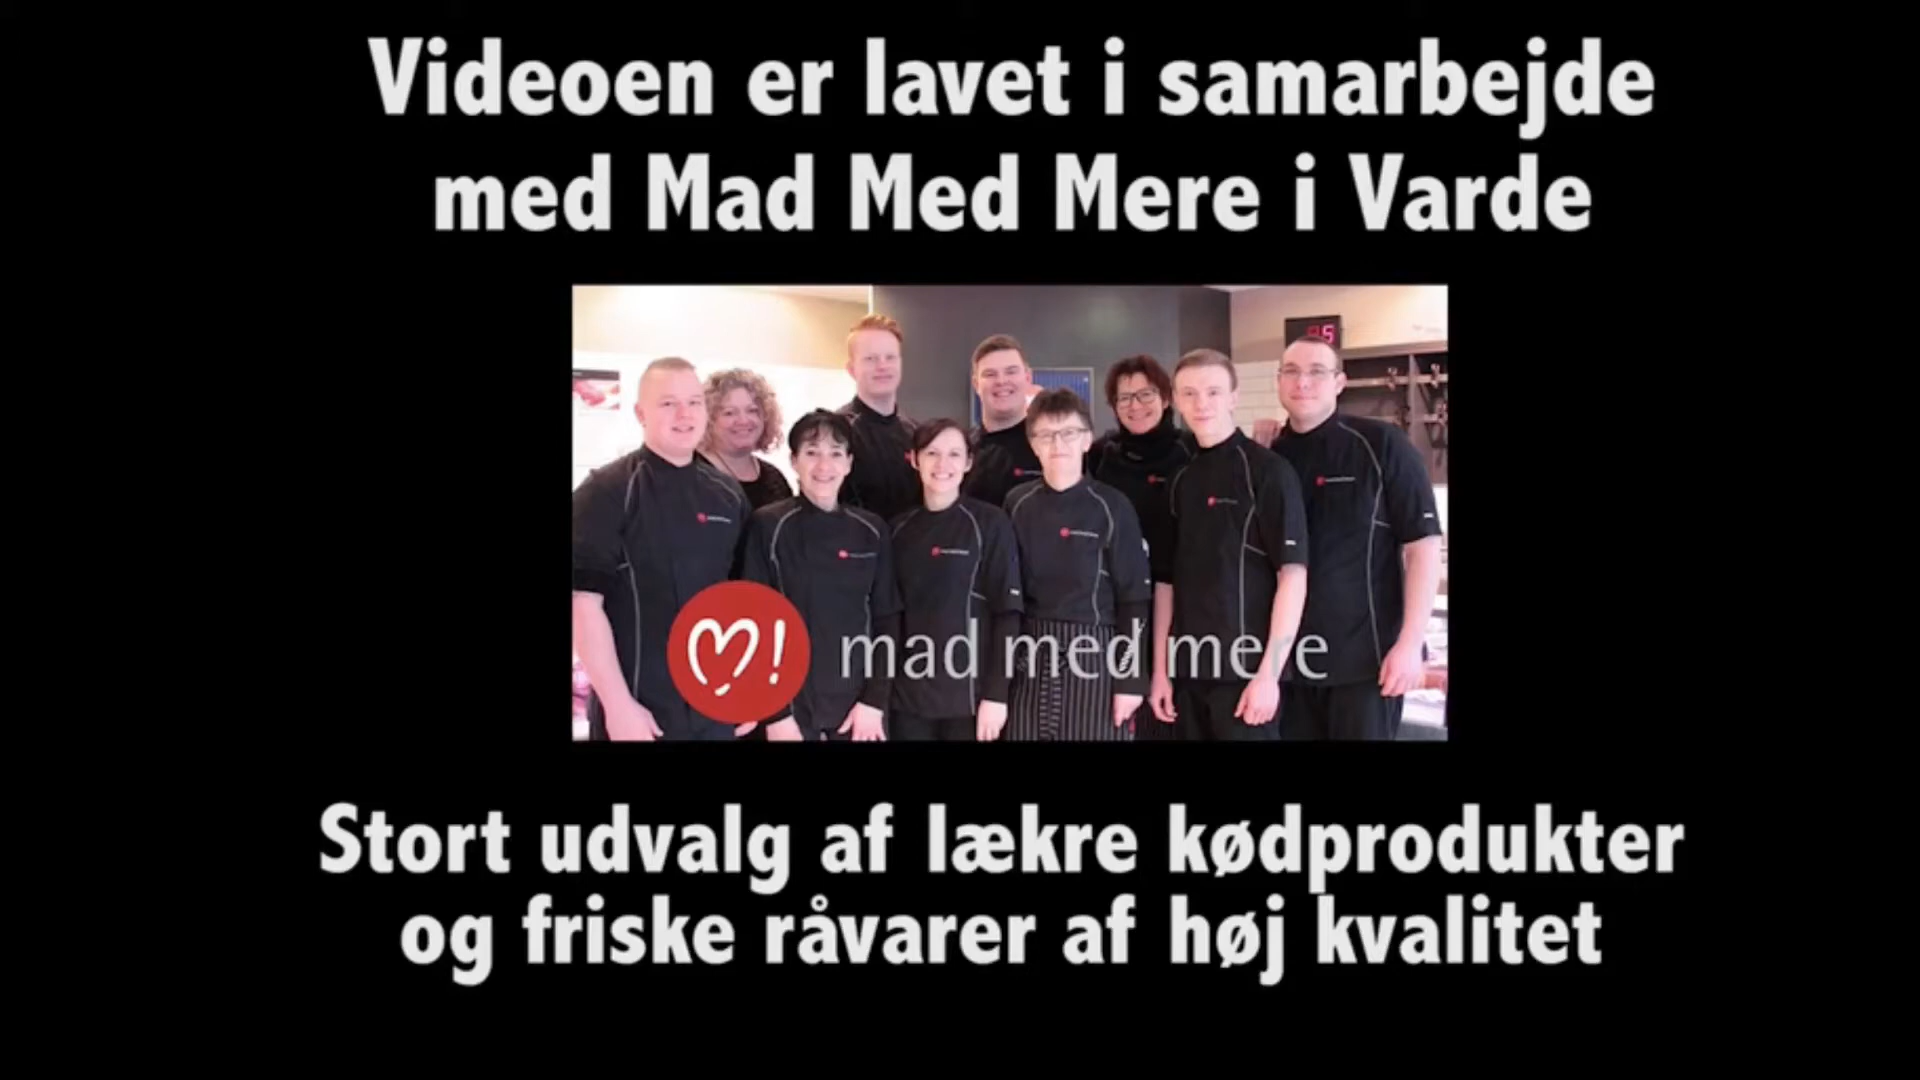 Videoen er lavet i samarbejde
med Mad Med Mere i Varde
95
m! mad med mere
Stort udvalg af lækre kødprodukter
og friske råvarer af høj kvalitet